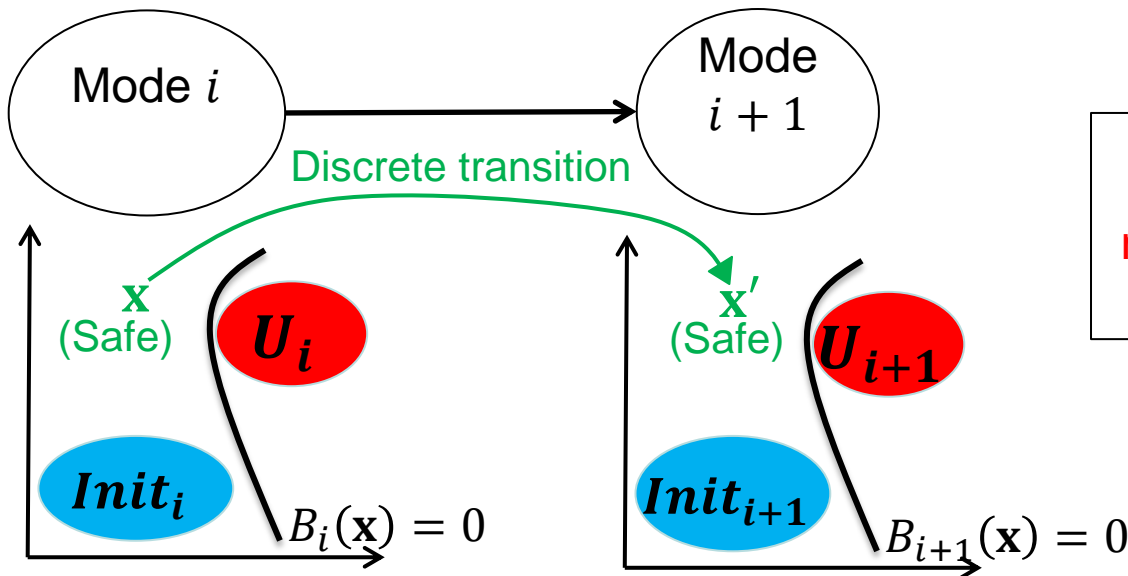 Mode i
Mode
i + 1
Discrete transition
x
(Safe)
U_i
Init_i
B_i(x) = 0
x′
(Safe)
U_{i+1}
Init_{i+1}
B_{i+1}(x) = 0